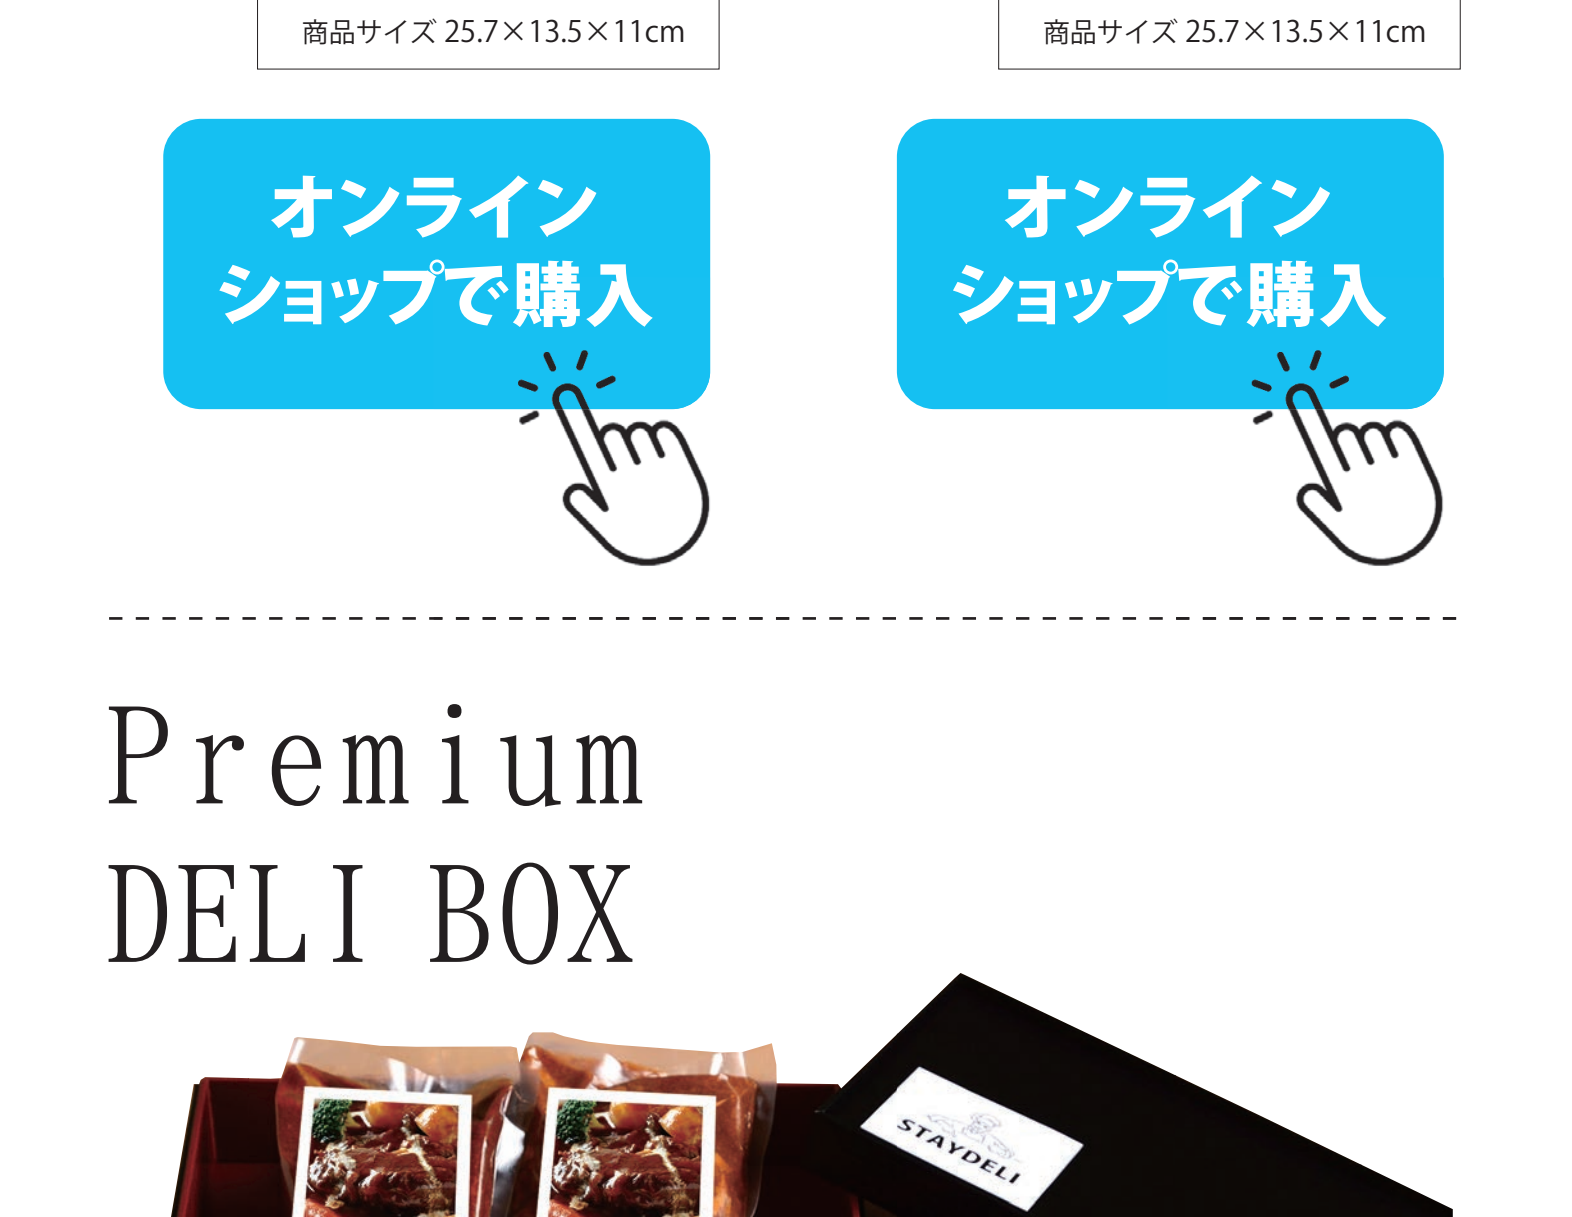 商品サイズ 25.7×13.5×11cm
商品サイズ 25.7×13.5×11cm
オンライン
ショップで購入
オンライン
ショップで購入
Premium
DELI BOX
STAYDELI